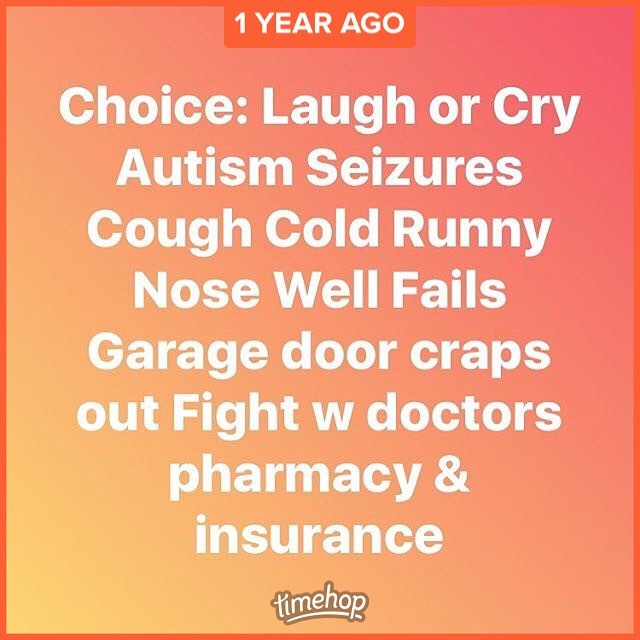 1 YEAR AGO
Choice: Laugh or Cry
Autism Seizures
Cough Cold Runny
Nose Well Fails
Garage door craps
out Fight w doctors
pharmacy &
insurance
timehop